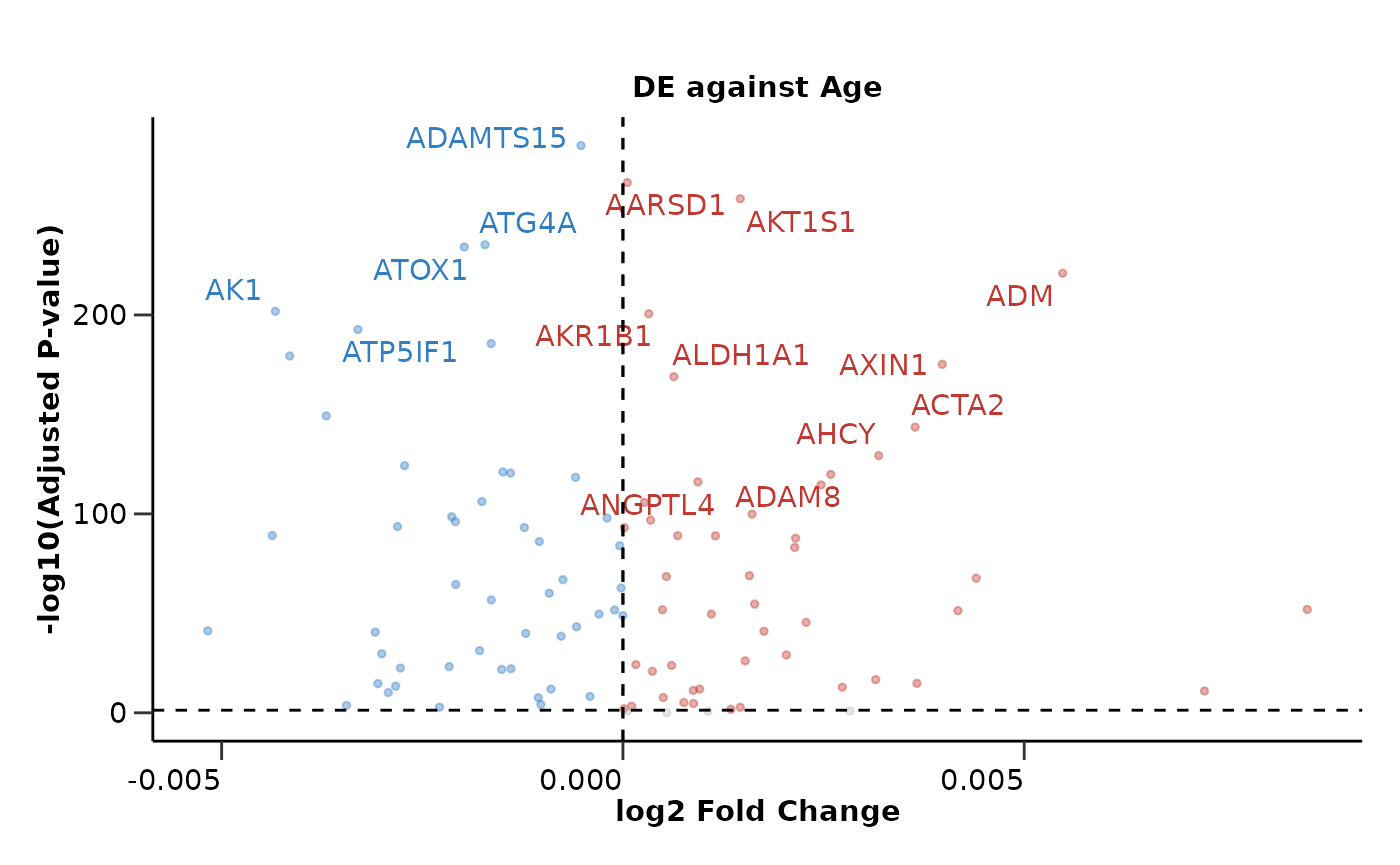 DE against Age
ADAMTS15
AARSD1
AKT1S1
ATG4A
ATOX1
AK1
ADM
ATP5IF1
AKR1B1
ALDH1A1
AXIN1
ACTA2
AHCY
ANGPTL4
ADAM8
-log10(Adjusted P-value)
200
100
0
-0.005
0.000
0.005
log2 Fold Change